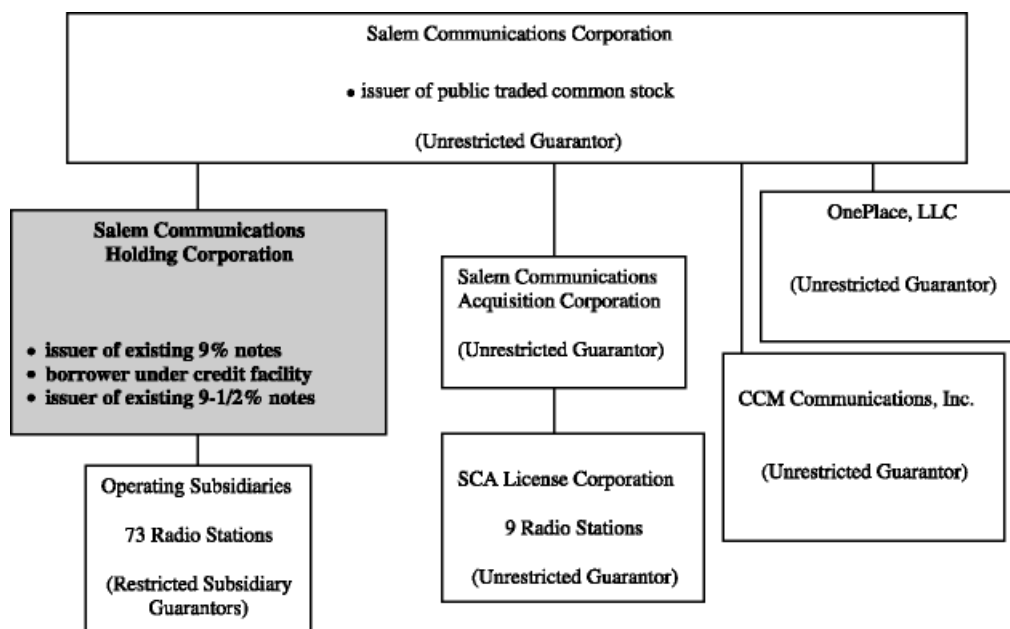 Salem Communications Corporation
• issuer of public traded common stock
(Unrestricted Guarantor)
Salem Communications
Holding Corporation
• issuer of existing 9% notes
• borrower under credit facility
• issuer of existing 9-1/2% notes
Operating Subsidiaries
73 Radio Stations
(Restricted Subsidiary
Guarantors)
Salem Communications
Acquisition Corporation
(Unrestricted Guarantor)
SCA License Corporation
9 Radio Stations
(Unrestricted Guarantor)
OnePlace, LLC
(Unrestricted Guarantor)
CCM Communications, Inc.
(Unrestricted Guarantor)